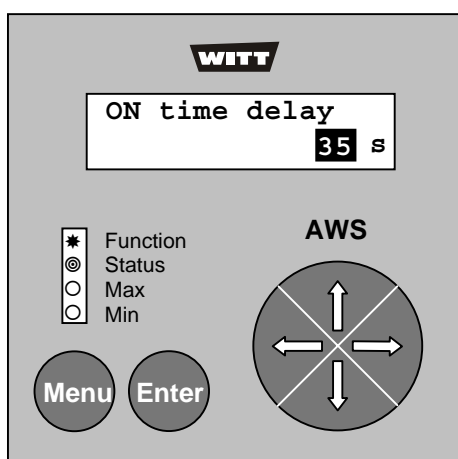 WITT
ON time delay
35 s
AWS
Function
Status
Max
Min
Menu
Enter